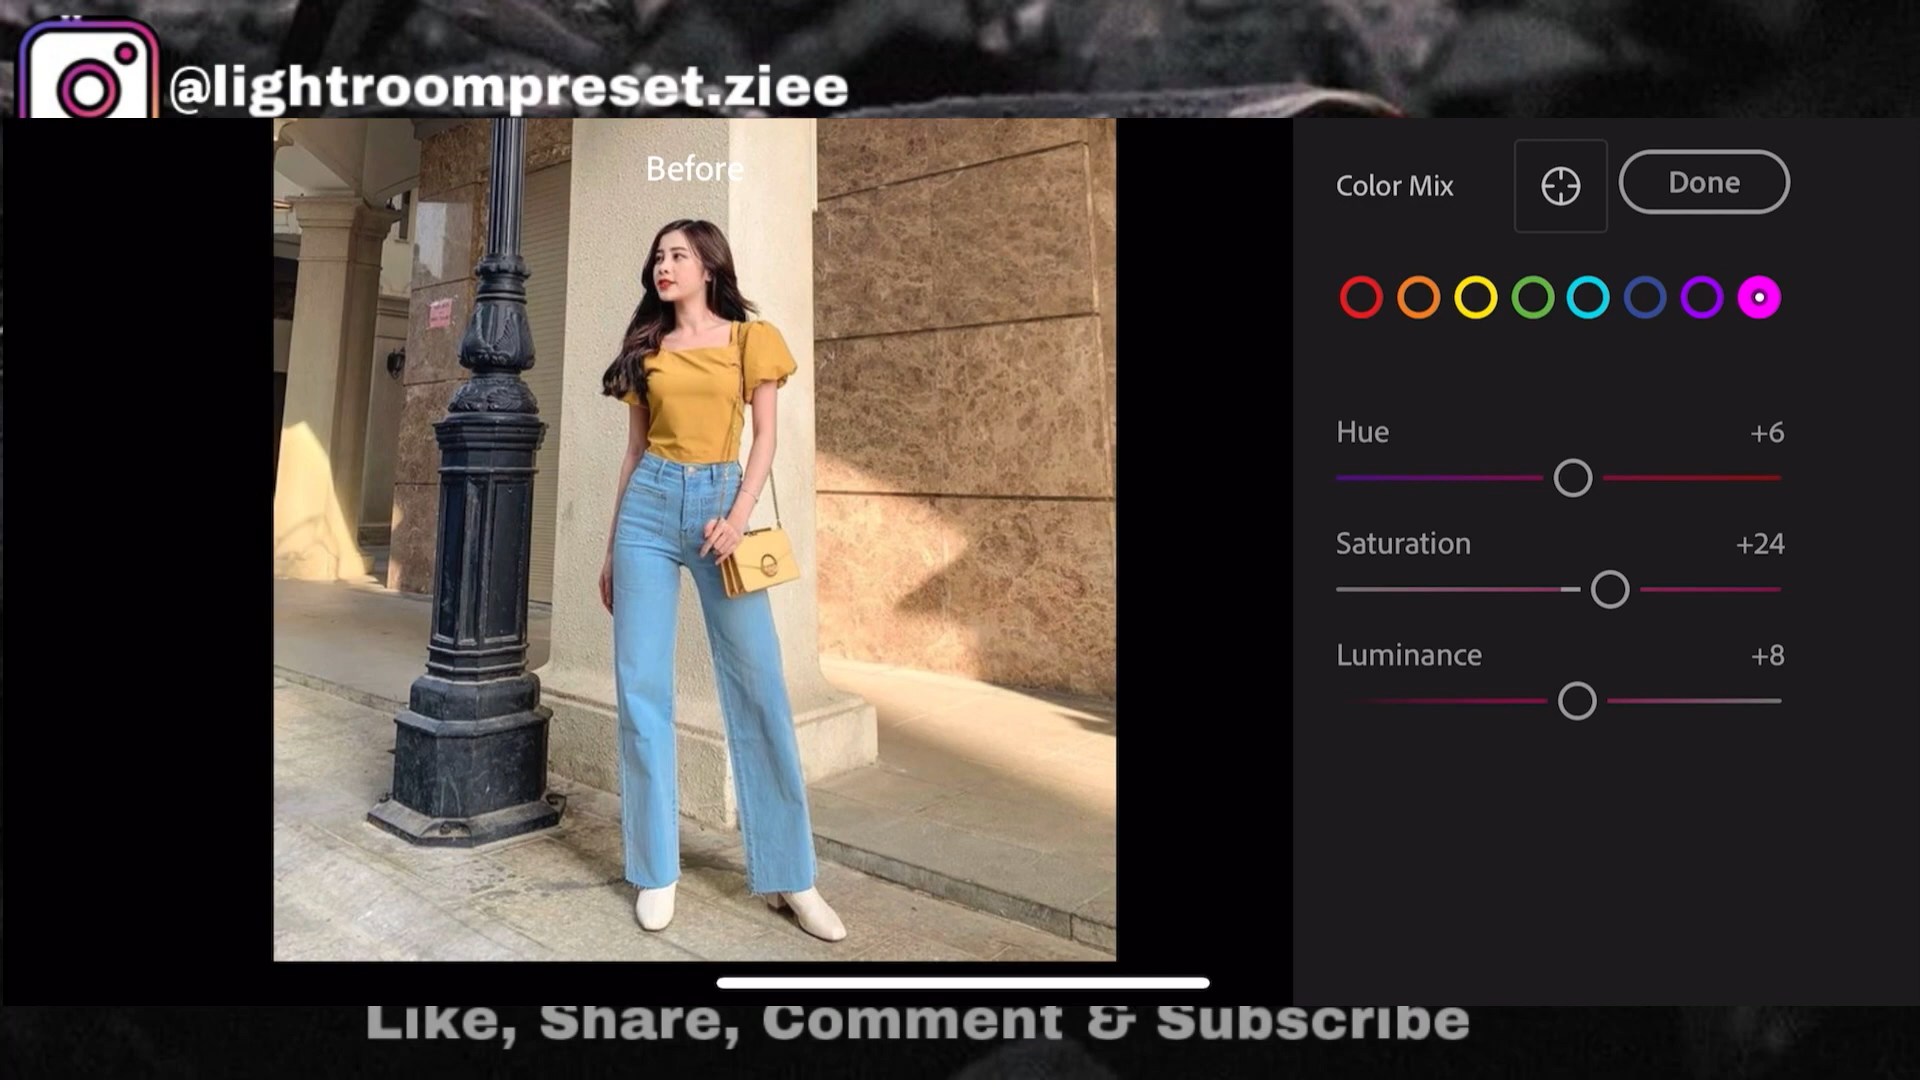 @lightroompreset.ziee
Before
Color Mix
Done
Hue +6
Saturation +24
Luminance +8
Like, Share, Comment & Subscribe